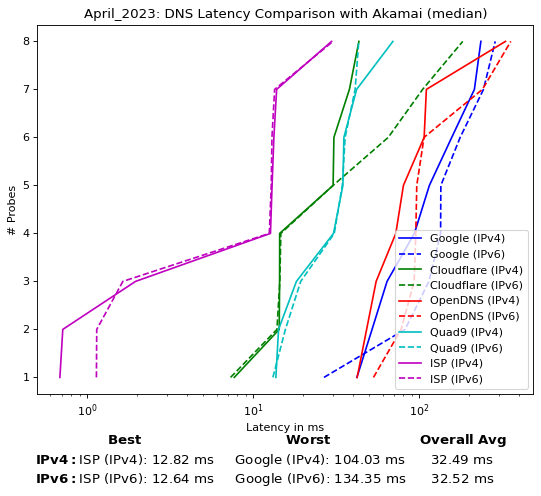 April_2023: DNS Latency Comparison with Akamai (median)
8
7
6
5
4
3
2
1
# Probes
10^0
10^1
10^2
Latency in ms
Google (IPv4)
Google (IPv6)
Cloudflare (IPv4)
Cloudflare (IPv6)
OpenDNS (IPv4)
OpenDNS (IPv6)
Quad9 (IPv4)
Quad9 (IPv6)
ISP (IPv4)
ISP (IPv6)
Best Worst Overall Avg
IPv4: ISP (IPv4): 12.82 ms Google (IPv4): 104.03 ms 32.49 ms
IPv6: ISP (IPv6): 12.64 ms Google (IPv6): 134.35 ms 32.52 ms